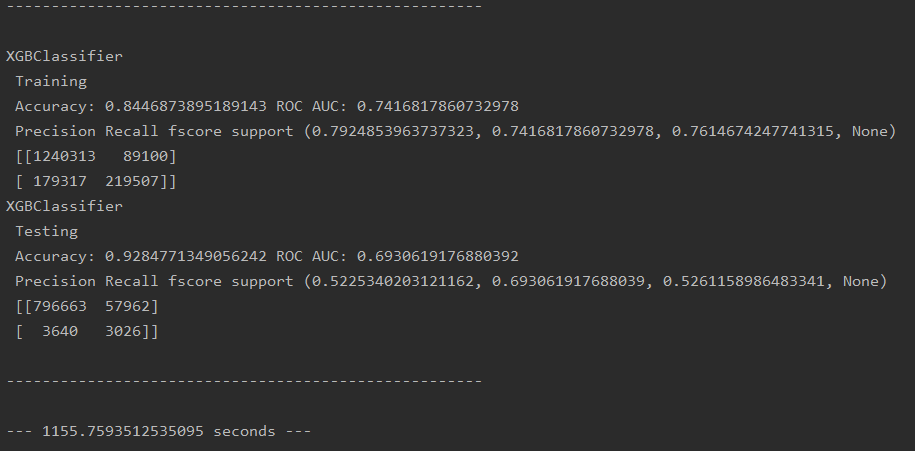 -----------------------------------------------------
XGBClassifier
Training
Accuracy: 0.8446873895189143 ROC AUC: 0.7416817860732978
Precision Recall fscore support (0.7924853963737323, 0.7416817860732978, 0.7614674247741315, None)
[[1240313   89100]
[ 179317  219507]]
XGBClassifier
Testing
Accuracy: 0.9284771349056242 ROC AUC: 0.6930619176880392
Precision Recall fscore support (0.5225340203121162, 0.693061917688039, 0.5261158986483341, None)
[[796663  57962]
[  3640   3026]]
-----------------------------------------------------
--- 1155.7593512535095 seconds ---